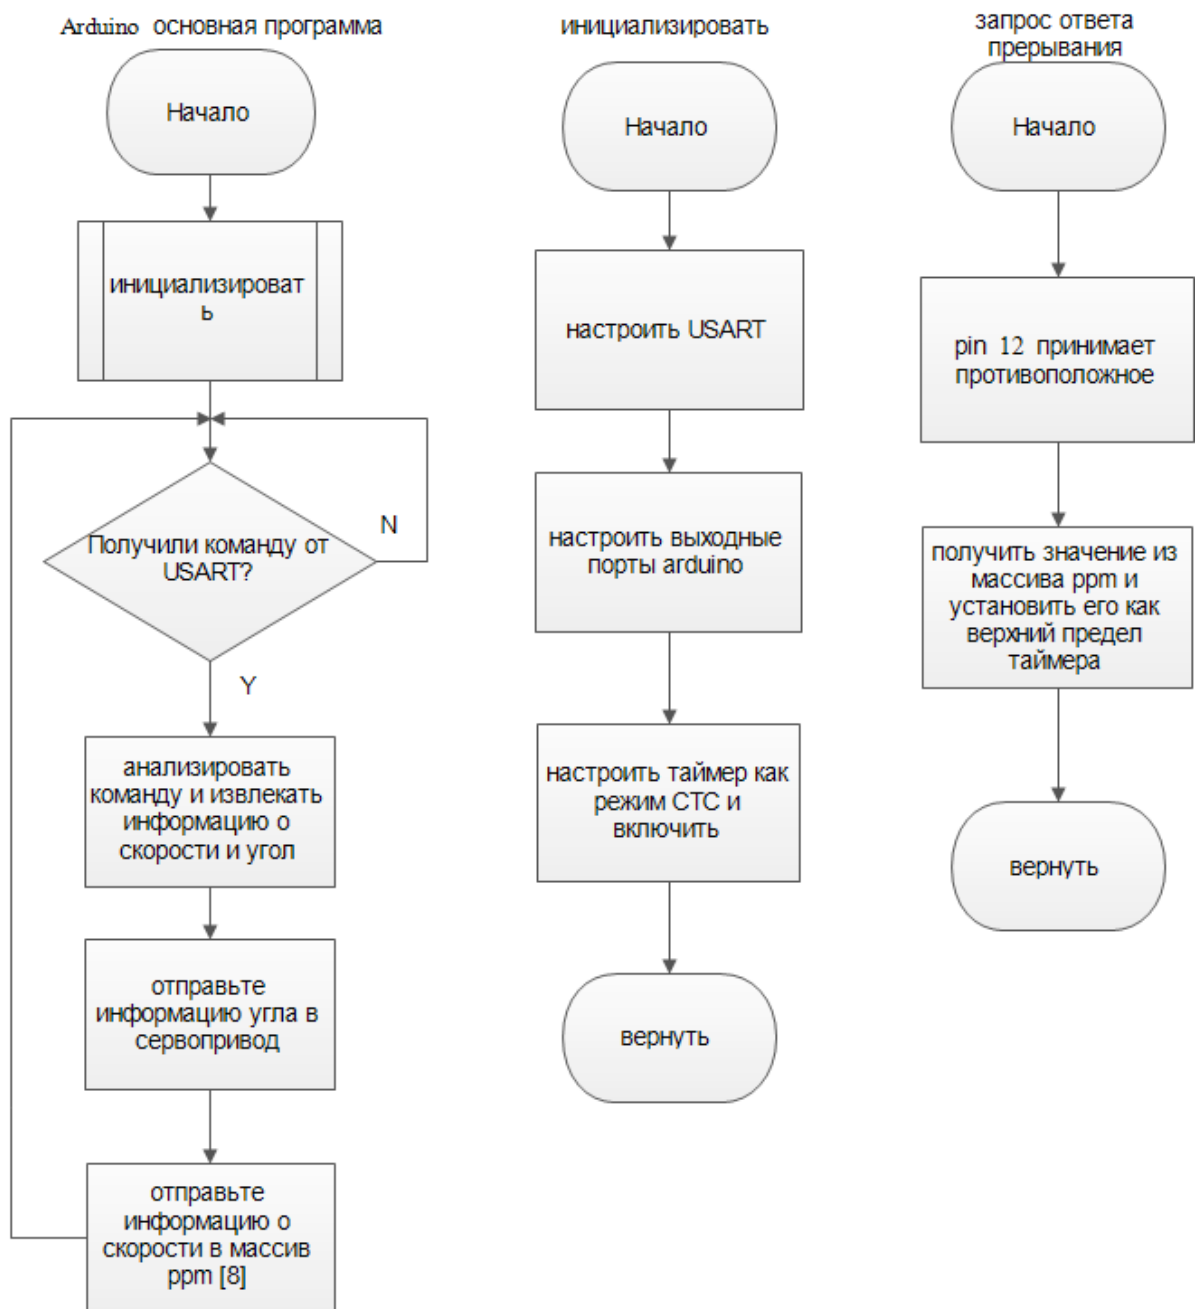 Arduino основная программа
Начало
инициализироват
ь
Получили команду от
USART?
N
Y
анализировать
команду и извлекать
информацию о
скорости и угол
отправьте
информацию угла в
сервопривод
отправьте
информацию о
скорости в массив
ppm [8]
инициализировать
Начало
настроить USART
настроить выходные
порты arduino
настроить таймер как
режим CTC и
включить
вернуть
запрос ответа
прерывания
Начало
pin 12 принимает
противоположное
получить значение из
массива ppm и
установить его как
верхний предел
таймера
вернуть